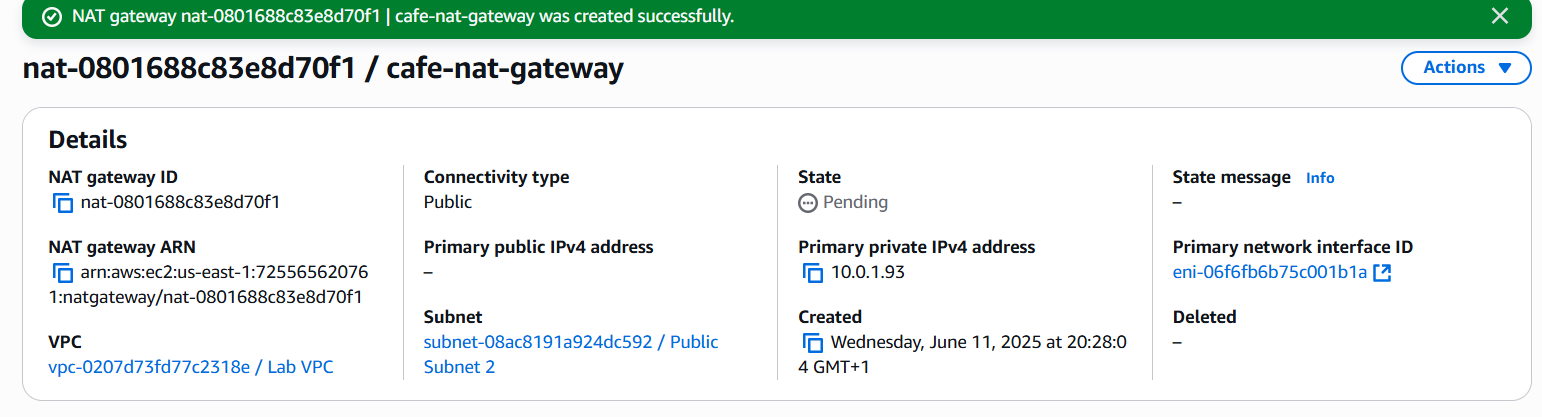 NAT gateway nat-0801688c83e8d70f1 | cafe-nat-gateway was created successfully.
nat-0801688c83e8d70f1 / cafe-nat-gateway
Actions
Details
NAT gateway ID
nat-0801688c83e8d70f1
NAT gateway ARN
arn:aws:ec2:us-east-1:72556562076
1:natgateway/nat-0801688c83e8d70f1
VPC
vpc-0207d73fd77c2318e / Lab VPC
Connectivity type
Public
Primary public IPv4 address
–
Subnet
subnet-08ac8191a924dc592 / Public
Subnet 2
State
Pending
Primary private IPv4 address
10.0.1.93
Created
Wednesday, June 11, 2025 at 20:28:0
4 GMT+1
State message Info
–
Primary network interface ID
eni-06f6fb6b75c001b1a
Deleted
–